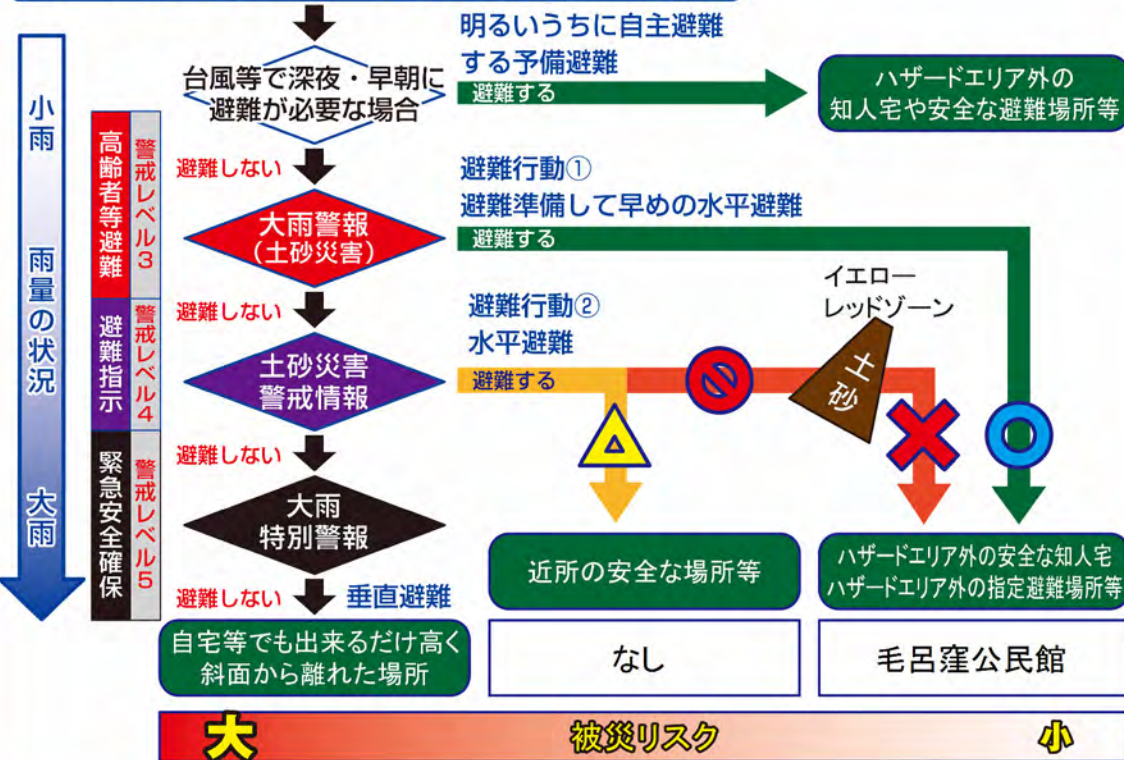 明るいうちに自主避難
する予備避難
避難する
台風等で深夜・早朝に
避難が必要な場合
ハザードエリア外の
知人宅や安全な避難場所等
小雨
雨量の状況
大雨
高齢者等避難
警戒レベル3
避難指示
警戒レベル4
緊急安全確保
警戒レベル5
避難しない
避難行動①
避難準備して早めの水平避難
避難する
大雨警報
(土砂災害)
イエロー
レッドゾーン
避難しない
避難行動②
水平避難
避難する
土砂災害
警戒情報
土砂
避難しない
大雨
特別警報
近所の安全な場所等
ハザードエリア外の安全な知人宅
ハザードエリア外の指定避難場所等
避難しない
垂直避難
自宅等でも出来るだけ高く
斜面から離れた場所
なし
毛呂窪公民館
大
被災リスク
小